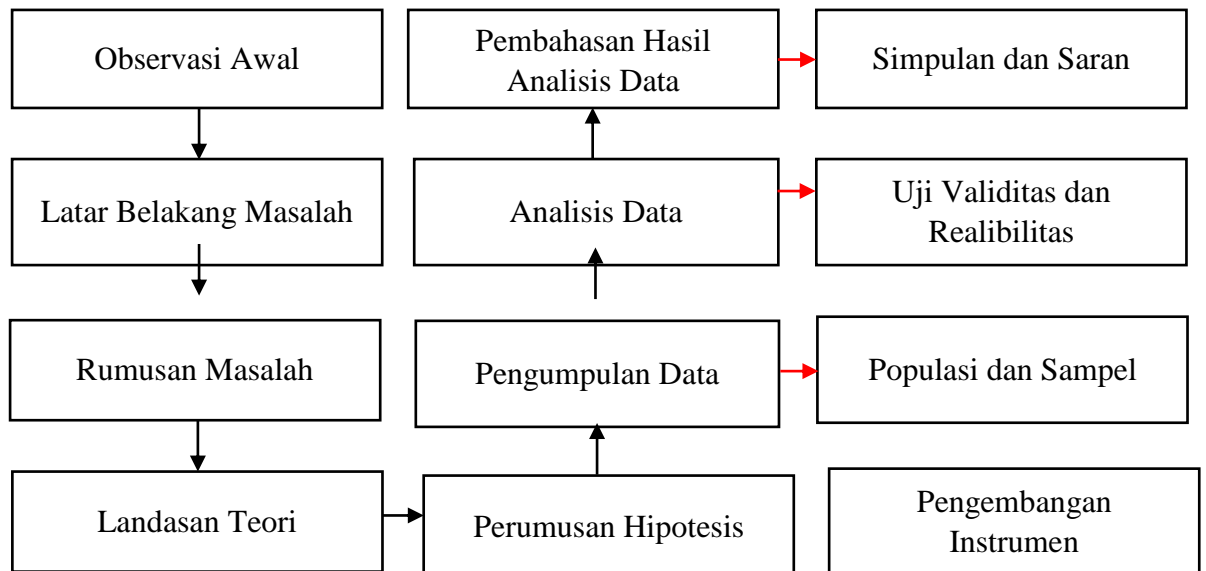 Observasi Awal
Pembahasan Hasil
Analisis Data
Simpulan dan Saran
Latar Belakang Masalah
Analisis Data
Uji Validitas dan
Realibilitas
Rumusan Masalah
Pengumpulan Data
Populasi dan Sampel
Landasan Teori
Perumusan Hipotesis
Pengembangan
Instrumen